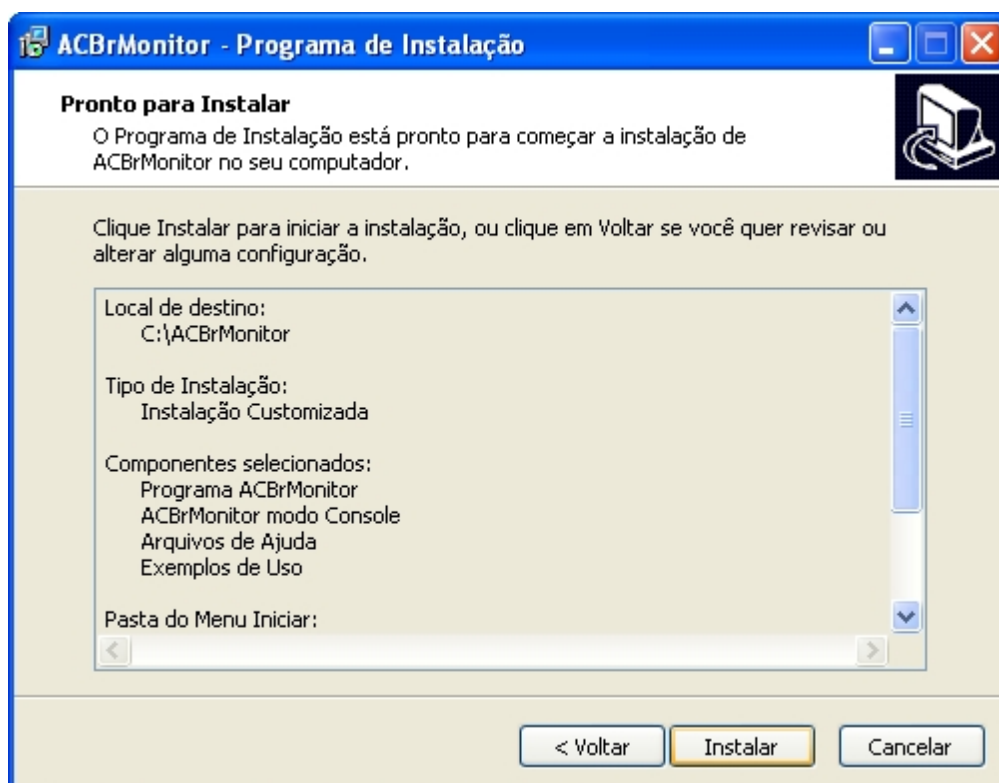 ACBrMonitor - Programa de Instalação
Pronto para Instalar
O Programa de Instalação está pronto para começar a instalação de
ACBrMonitor no seu computador.
Clique Instalar para iniciar a instalação, ou clique em Voltar se você quer revisar ou
alterar alguma configuração.
Local de destino:
C:\ACBrMonitor
Tipo de Instalação:
Instalação Customizada
Componentes selecionados:
Programa ACBrMonitor
ACBrMonitor modo Console
Arquivos de Ajuda
Exemplos de Uso
Pasta do Menu Iniciar:
< Voltar
Instalar
Cancelar